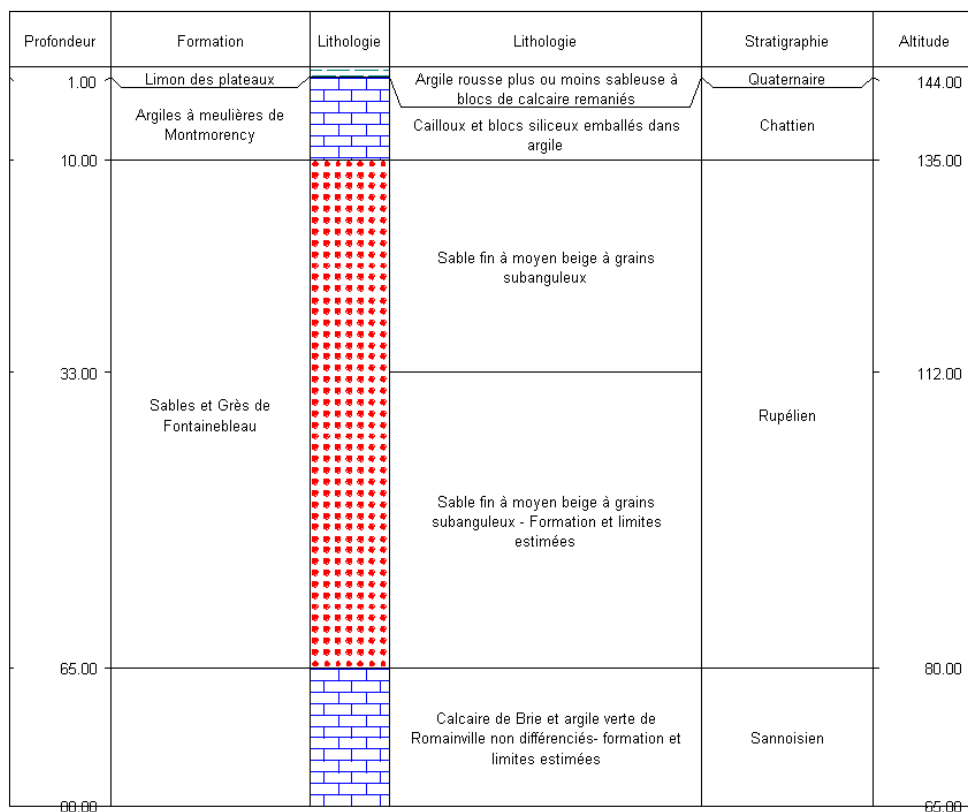 Profondeur Formation Lithologie Lithologie Stratigraphie Altitude
1.00 Limon des plateaux Argile rousse plus ou moins sableuse à Quaternaire 144.00
blocs de calcaire remaniés
Argiles à meulières de
Montmorency
Cailloux et blocs siliceux emballés dans
argile
Chattien
10.00 135.00
Sable fin à moyen beige à grains
subanguleux
33.00 112.00
Sables et Grès de
Fontainebleau
Rupélien
Sable fin à moyen beige à grains
subanguleux - Formation et limites
estimées
65.00 80.00
Calcaire de Brie et argile verte de
Romainville non différenciés- formation et
limites estimées
Sannoisien
80.00 65.00